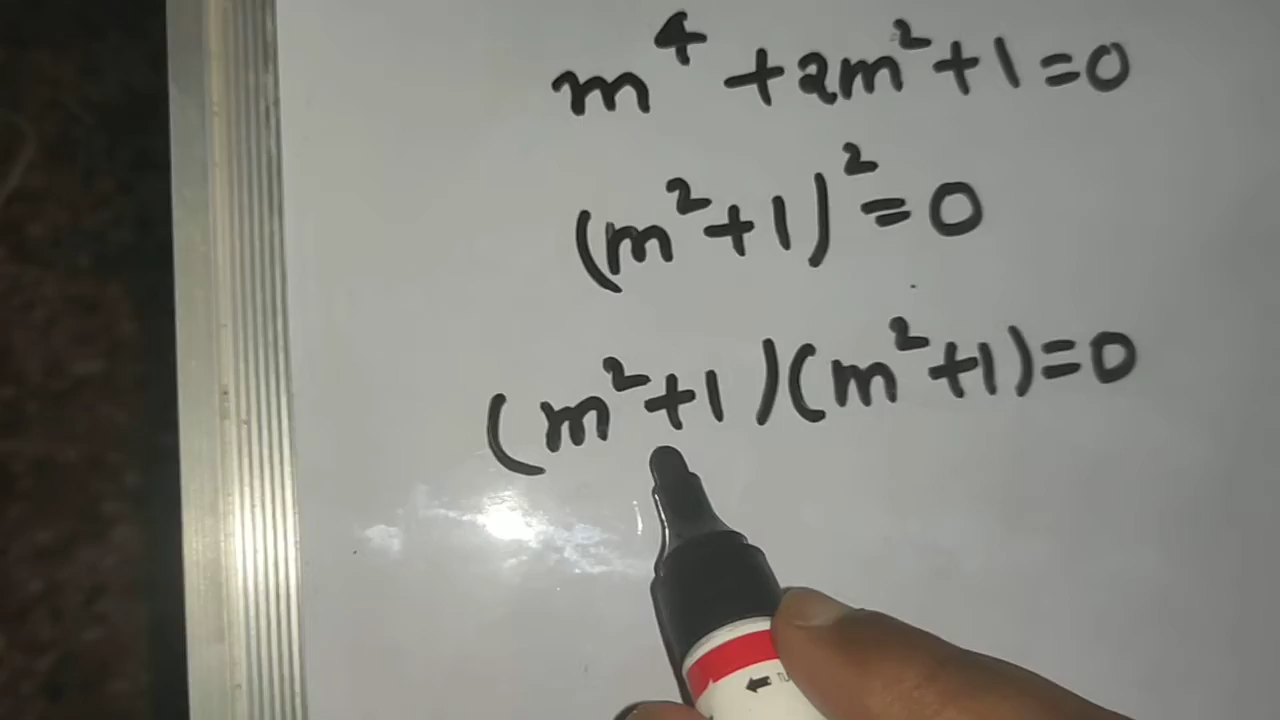 m⁴ + 2m² + 1 = 0
(m² + 1)² = 0
(m² + 1)(m² + 1) = 0